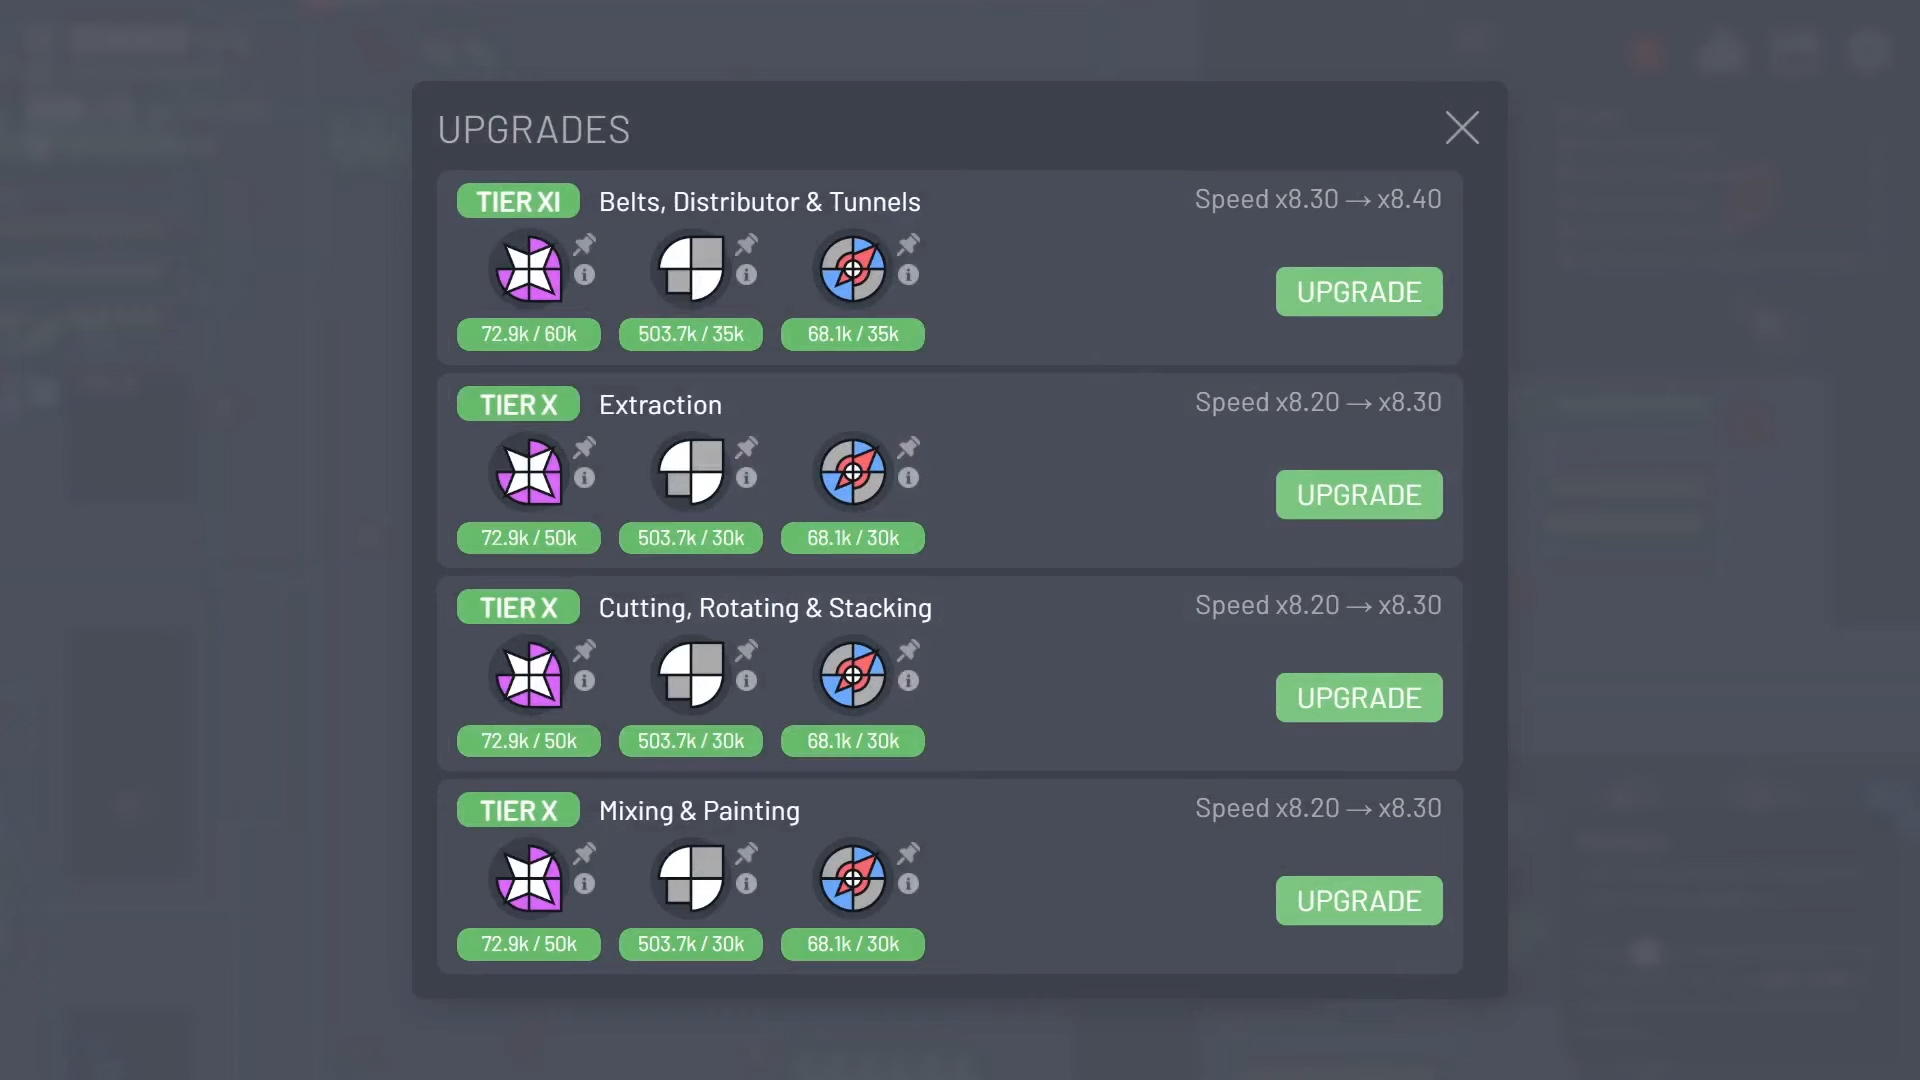 UPGRADES
TIER XI Belts, Distributor & Tunnels Speed x8.30 → x8.40
72.9k / 60k 503.7k / 35k 68.1k / 35k
UPGRADE
TIER X Extraction Speed x8.20 → x8.30
72.9k / 50k 503.7k / 30k 68.1k / 30k
UPGRADE
TIER X Cutting, Rotating & Stacking Speed x8.20 → x8.30
72.9k / 50k 503.7k / 30k 68.1k / 30k
UPGRADE
TIER X Mixing & Painting Speed x8.20 → x8.30
72.9k / 50k 503.7k / 30k 68.1k / 30k
UPGRADE